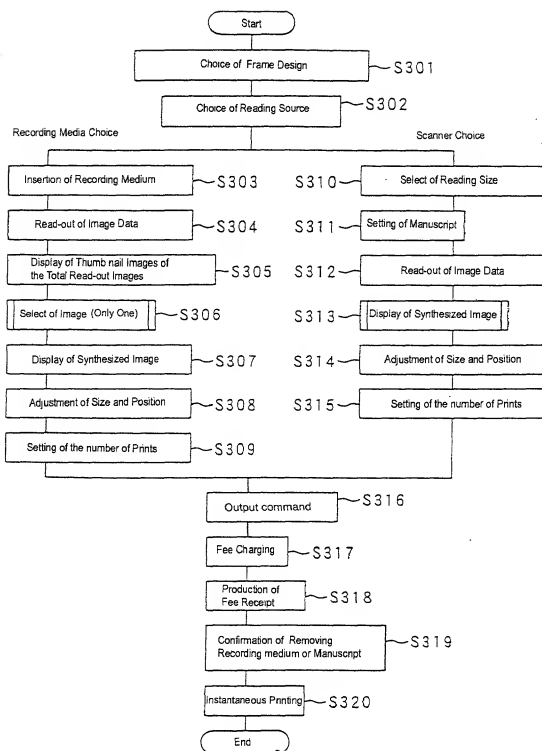 Start
Choice of Frame Design
S301
Choice of Reading Source
S302
Recording Media Choice
Scanner Choice
Insertion of Recording Medium
S303
Read-out of Image Data
S304
Display of Thumb nail Images of
the Total Read-out Images
S305
Select of Image (Only One)
S306
Display of Synthesized Image
S307
Adjustment of Size and Position
S308
Setting of the number of Prints
S309
S310
Select of Reading Size
S311
Setting of Manuscript
S312
Read-out of Image Data
S313
Display of Synthesized Image
S314
Adjustment of Size and Position
S315
Setting of the number of Prints
Output command
S316
Fee Charging
S317
Production of
Fee Receipt
S318
Confirmation of Removing
Recording medium or Manuscript
S319
Instantaneous Printing
S320
End